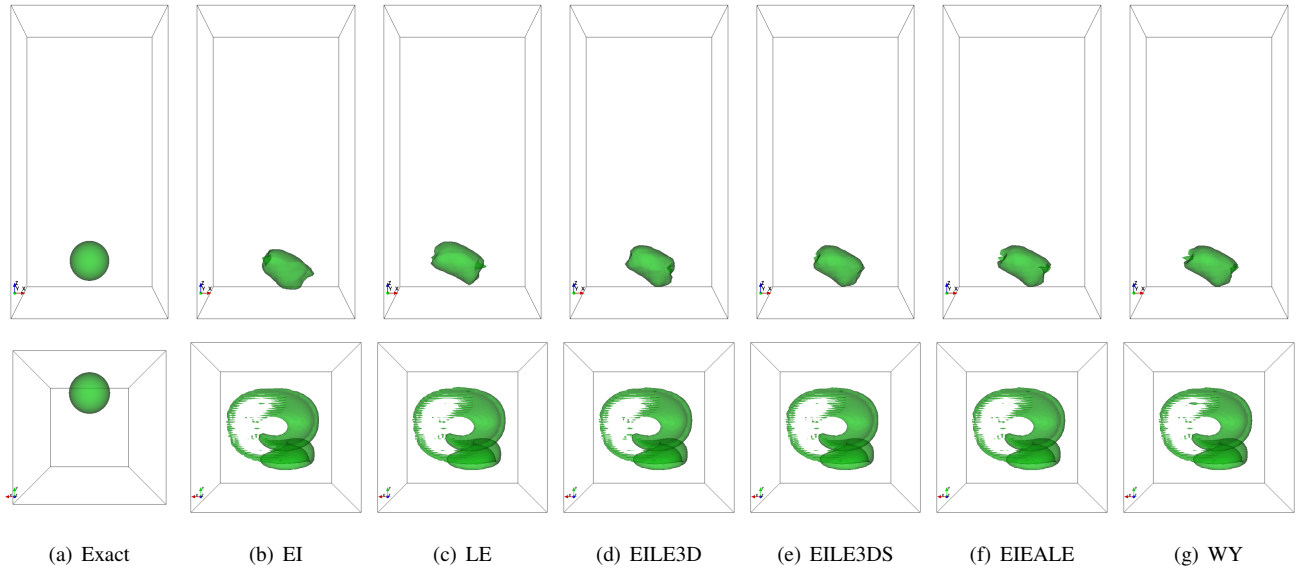 (a) Exact
(b) EI
(c) LE
(d) EILE3D
(e) EILE3DS
(f) EIEALE
(g) WY